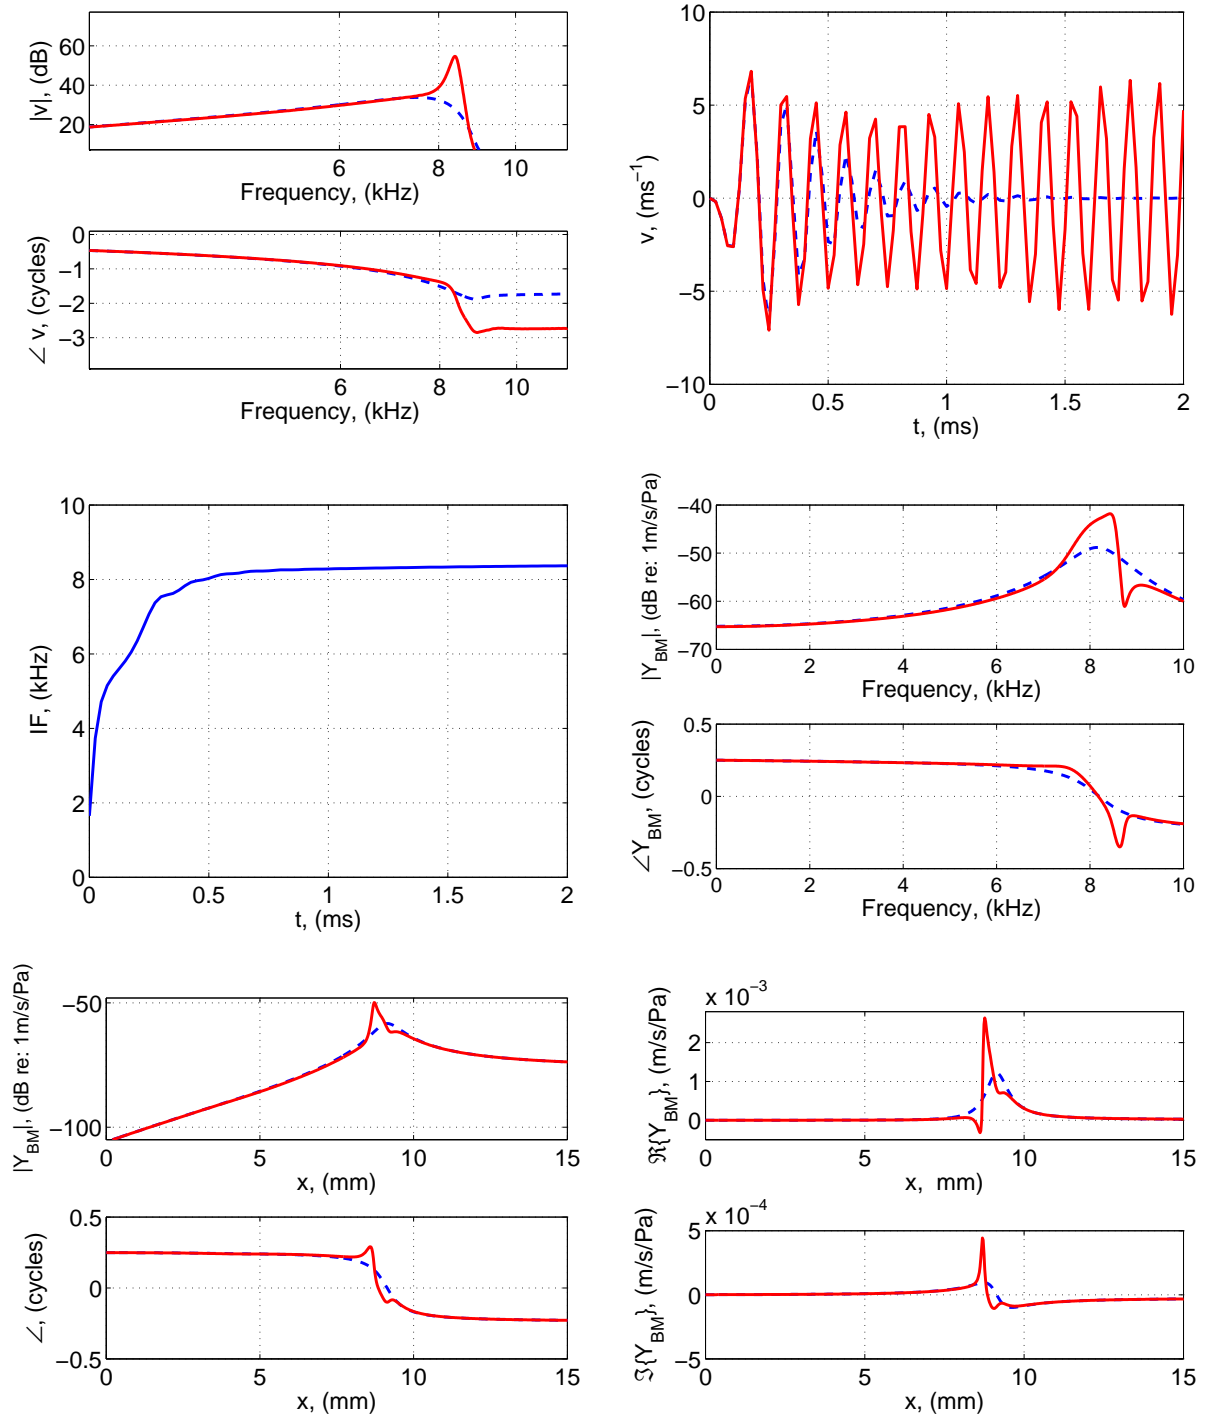 60
40
20
|v|, (dB)
6 8 10
Frequency, (kHz)
0
−1
−2
−3
∠ v, (cycles)
6 8 10
Frequency, (kHz)
10
5
0
−5
−10
v, (ms⁻¹)
0 0.5 1 1.5 2
t, (ms)
10
8
6
4
2
0
IF, (kHz)
0 0.5 1 1.5 2
t, (ms)
−40
−50
−60
−70
|Y_BM|, (dB re: 1m/s/Pa)
0 2 4 6 8 10
Frequency, (kHz)
0.5
0
−0.5
∠Y_BM, (cycles)
0 2 4 6 8 10
Frequency, (kHz)
−50
−100
|Y_BM|, (dB re: 1m/s/Pa)
0 5 10 15
x, (mm)
0.5
0
−0.5
∠, (cycles)
0 5 10 15
x, (mm)
x 10⁻³
2
1
0
ℜ{Y_BM}, (m/s/Pa)
0 5 10 15
x, mm)
x 10⁻⁴
5
0
−5
ℑ{Y_BM}, (m/s/Pa)
0 5 10 15
x, (mm)